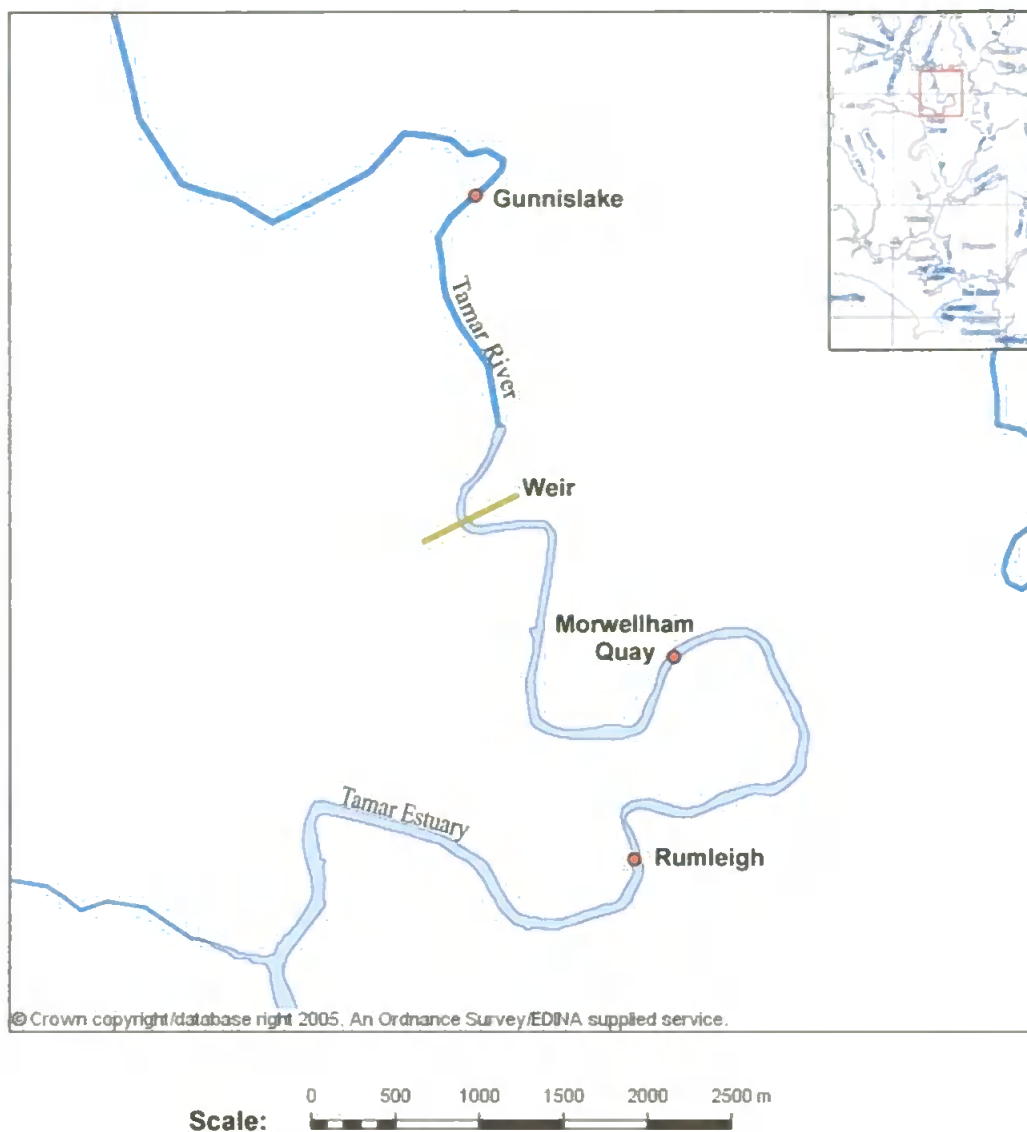 Gunnislake
Tamar River
Weir
Morwellham
Quay
Tamar Estuary
Rumleigh
© Crown copyright/database right 2005. An Ordnance Survey/EDINA supplied service.
0 500 1000 1500 2000 2500 m
Scale: